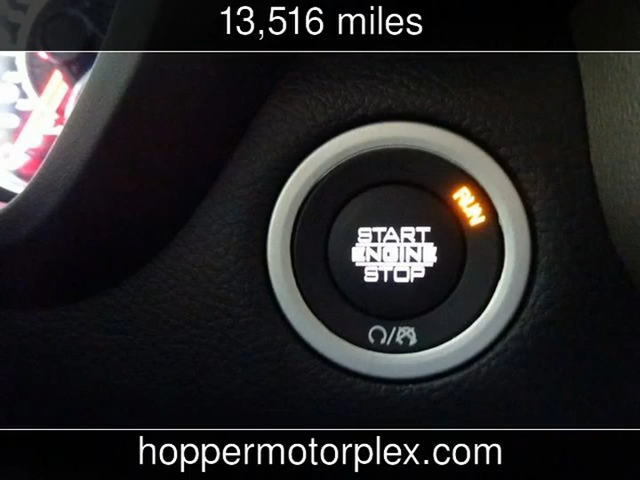 13,516 miles
RUN
START
ENGINE
STOP
hoppermotorplex.com